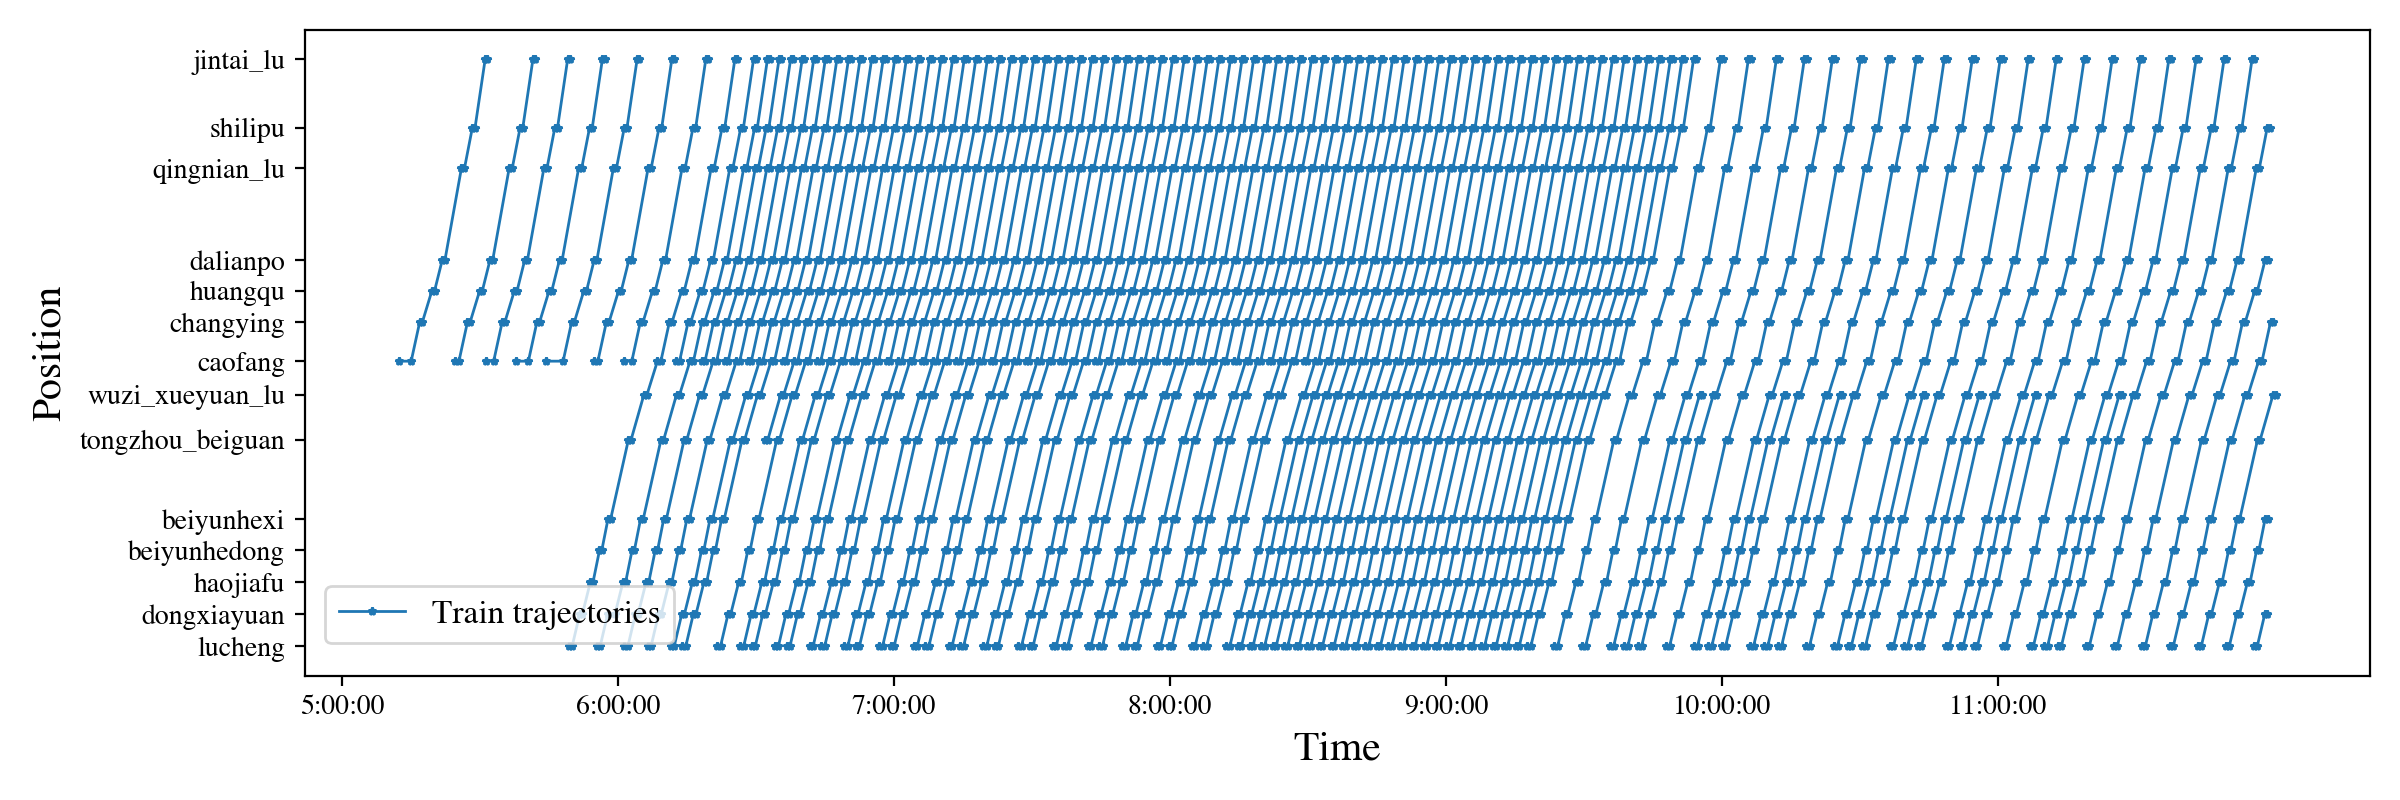 jintai_lu
shilipu
qingnian_lu
dalianpo
huangqu
changying
caofang
wuzi_xueyuan_lu
tongzhou_beiguan
beiyunhexi
beiyunhedong
haojiafu
dongxiayuan
lucheng
Position
Train trajectories
5:00:00 6:00:00 7:00:00 8:00:00 9:00:00 10:00:00 11:00:00
Time